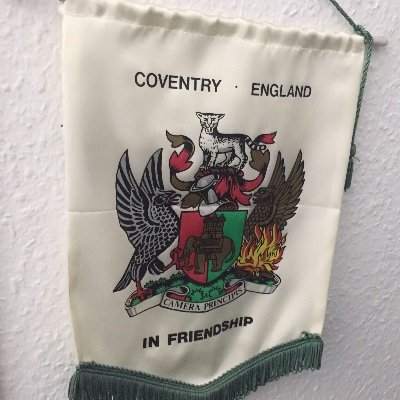 COVENTRY · ENGLAND
CAMERA PRINCIPIS
IN FRIENDSHIP